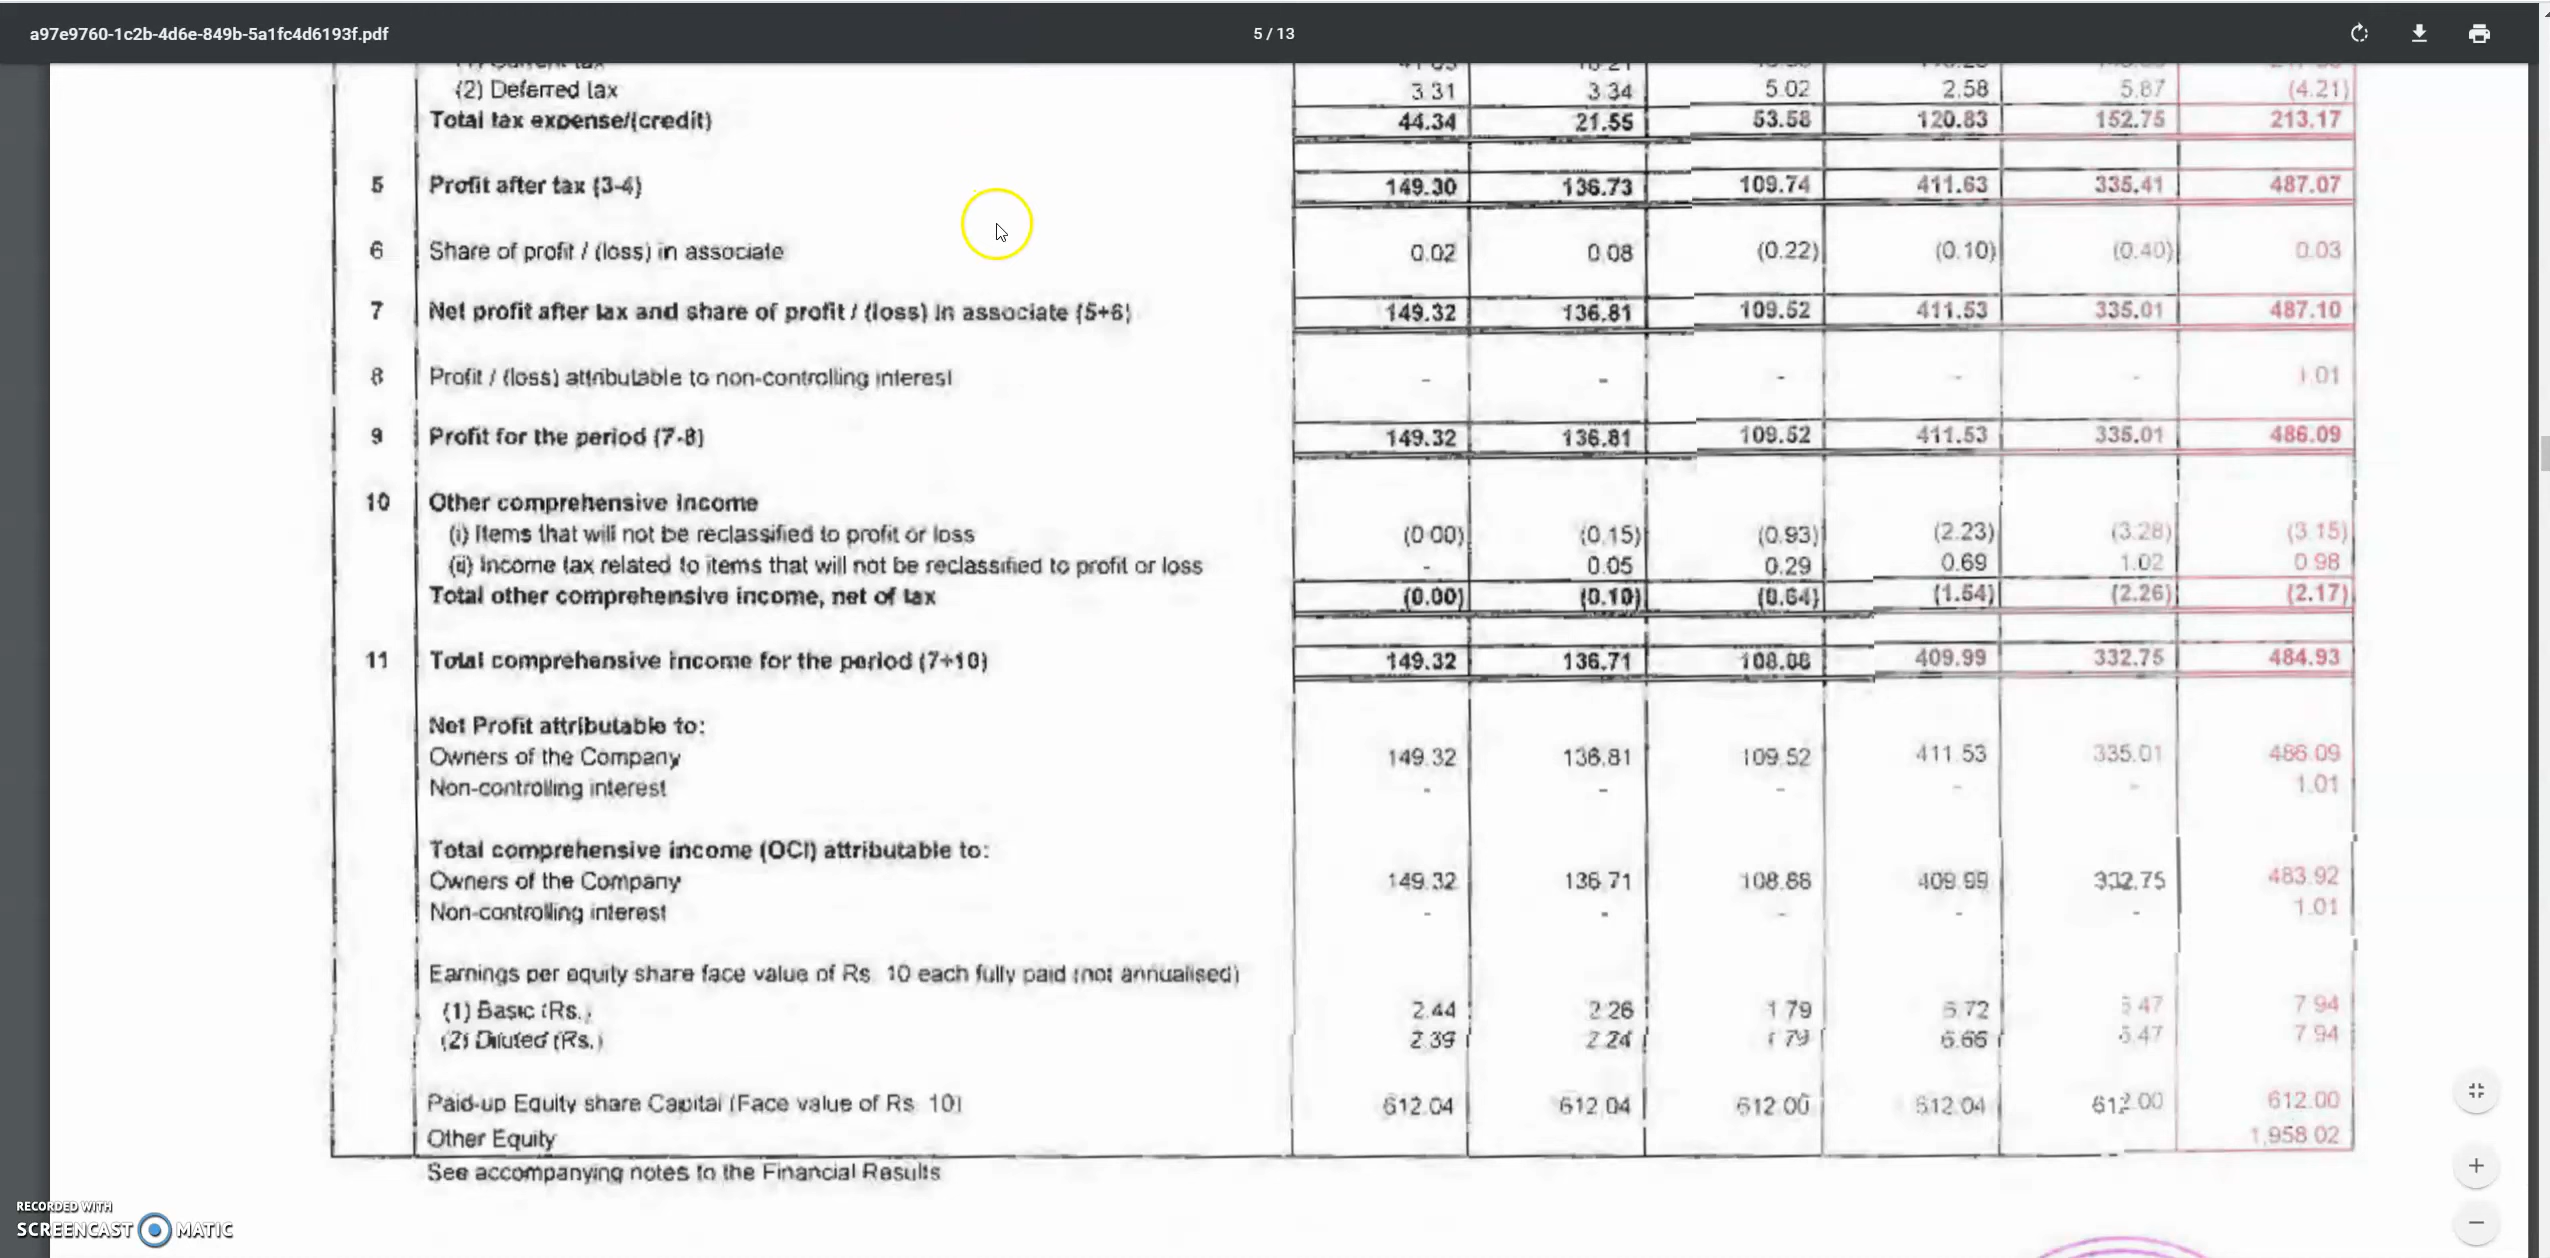 a97e9760-1c2b-4d6e-849b-5a1fc4d6193f.pdf 5 / 13
(2) Deferred tax 3.31 3.34 5.02 2.58 5.87 (4.21)
Total tax expense/(credit) 44.34 21.55 53.58 120.83 152.75 213.17
5 Profit after tax (3-4) 149.30 136.73 109.74 411.63 335.41 487.07
6 Share of profit / (loss) in associate 0.02 0.08 (0.22) (0.10) (0.40) 0.03
7 Net profit after tax and share of profit / (loss) in associate (5+6) 149.32 136.81 109.52 411.53 335.01 487.10
8 Profit / (loss) attributable to non-controlling interest - - - - - 1.01
9 Profit for the period (7-8) 149.32 136.81 109.52 411.53 335.01 486.09
10 Other comprehensive income
(i) Items that will not be reclassified to profit or loss (0.00) (0.15) (0.93) (2.23) (3.28) (3.15)
(ii) Income tax related to items that will not be reclassified to profit or loss - 0.05 0.29 0.69 1.02 0.98
Total other comprehensive income, net of tax (0.00) (0.10) (0.64) (1.54) (2.26) (2.17)
11 Total comprehensive income for the period (7+10) 149.32 136.71 108.88 409.99 332.75 484.93
Net Profit attributable to:
Owners of the Company 149.32 136.81 109.52 411.53 335.01 486.09
Non-controlling interest - - - - - 1.01
Total comprehensive income (OCI) attributable to:
Owners of the Company 149.32 136.71 108.88 409.99 332.75 483.92
Non-controlling interest - - - - - 1.01
Earnings per equity share face value of Rs. 10 each fully paid (not annualised)
(1) Basic (Rs.) 2.44 2.26 1.79 6.72 5.47 7.94
(2) Diluted (Rs.) 2.39 2.24 1.79 6.66 5.47 7.94
Paid-up Equity share Capital (Face value of Rs. 10) 612.04 612.04 612.00 612.04 612.00 612.00
Other Equity 1,958.02
See accompanying notes to the Financial Results
RECORDED WITH
SCREENCAST MATIC